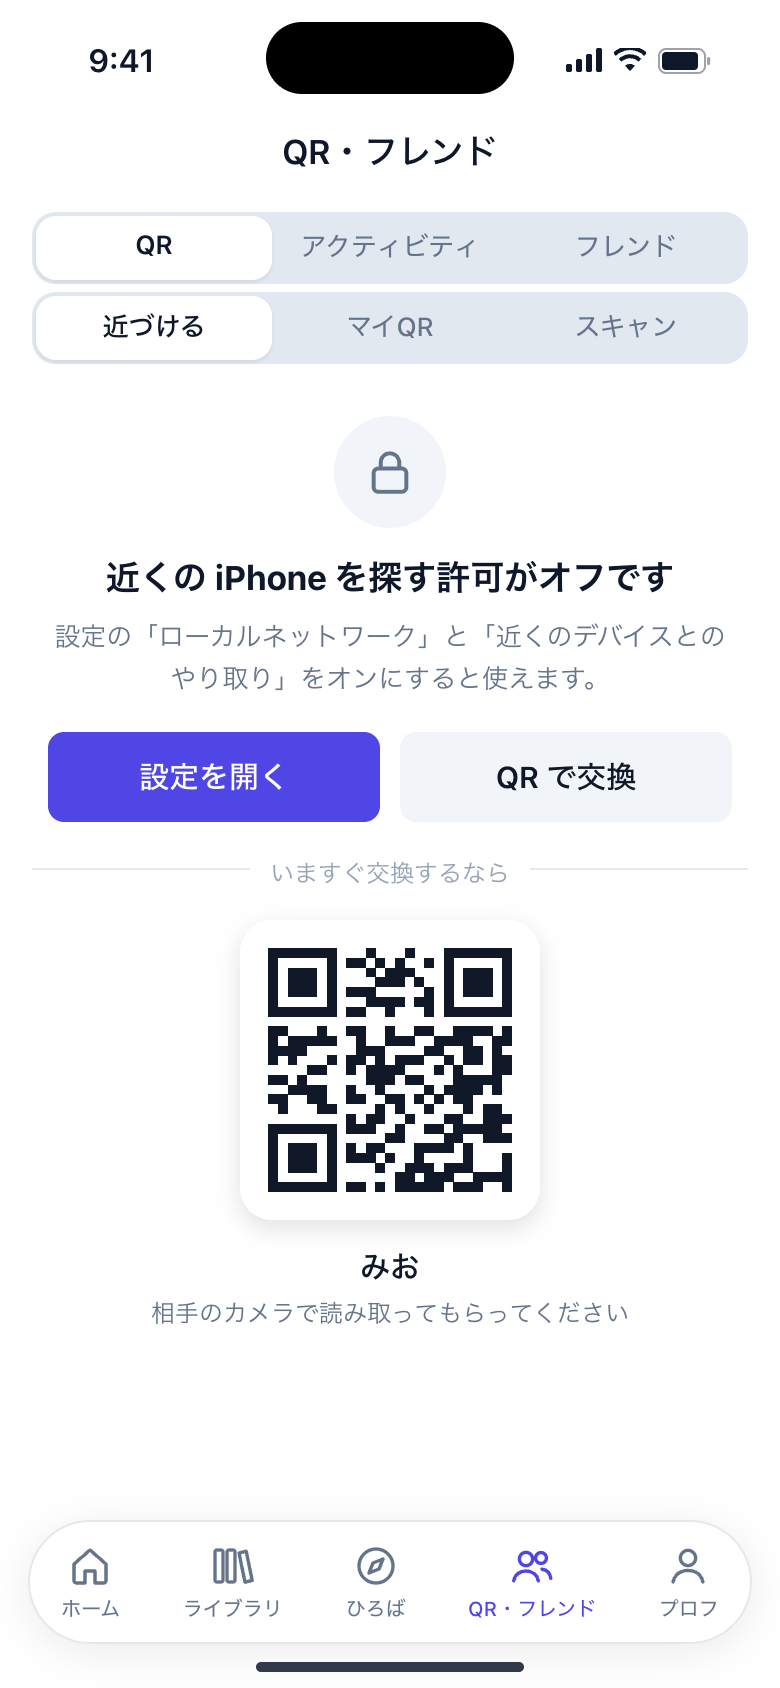 9:41
QR・フレンド
QR
アクティビティ
フレンド
近づける
マイQR
スキャン
近くの iPhone を探す許可がオフです
設定の「ローカルネットワーク」と「近くのデバイスとの
やり取り」をオンにすると使えます。
設定を開く
QR で交換
いますぐ交換するなら
みお
相手のカメラで読み取ってもらってください
ホーム
ライブラリ
ひろば
QR・フレンド
プロフ